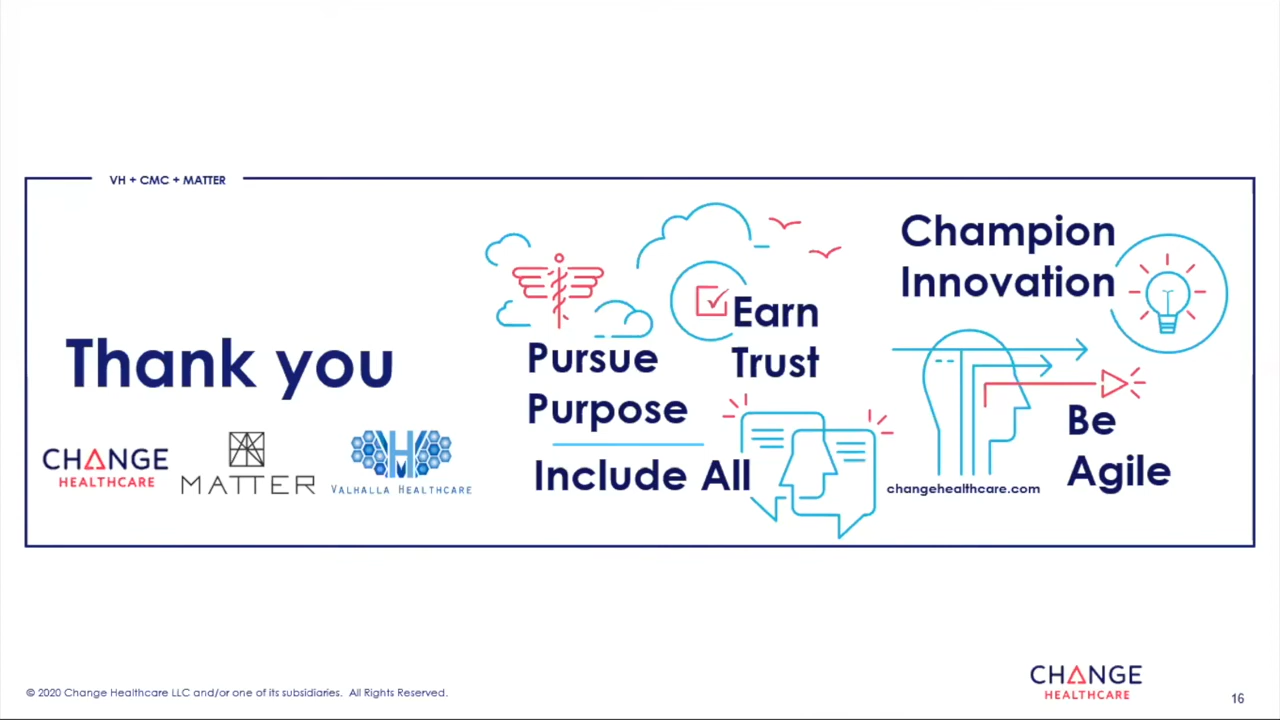 VH + CMC + MATTER
Thank you
CHANGE
HEALTHCARE
MATTER
VALHALLA HEALTHCARE
Pursue
Purpose
Earn
Trust
Include All
Champion
Innovation
Be
Agile
changehealthcare.com
© 2020 Change Healthcare LLC and/or one of its subsidiaries. All Rights Reserved.
CHANGE
HEALTHCARE
16